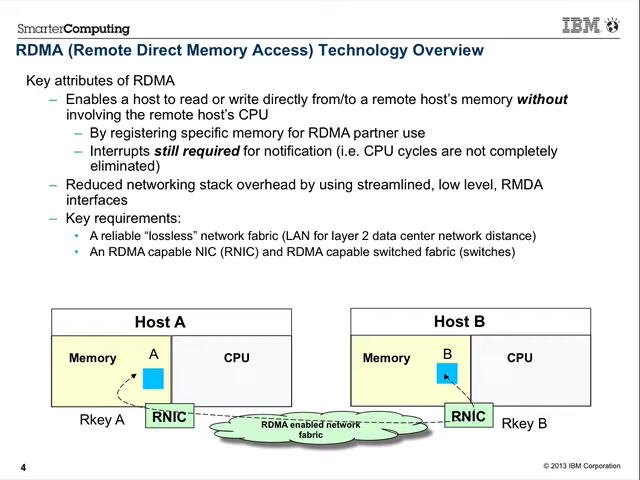 SmarterComputing
IBM
RDMA (Remote Direct Memory Access) Technology Overview
Key attributes of RDMA
– Enables a host to read or write directly from/to a remote host's memory without
involving the remote host's CPU
– By registering specific memory for RDMA partner use
– Interrupts still required for notification (i.e. CPU cycles are not completely
eliminated)
– Reduced networking stack overhead by using streamlined, low level, RMDA
interfaces
– Key requirements:
• A reliable “lossless” network fabric (LAN for layer 2 data center network distance)
• An RDMA capable NIC (RNIC) and RDMA capable switched fabric (switches)
Host A
Memory
A
CPU
Rkey A
RNIC
RDMA enabled network
fabric
Host B
Memory
B
CPU
RNIC
Rkey B
4
© 2013 IBM Corporation